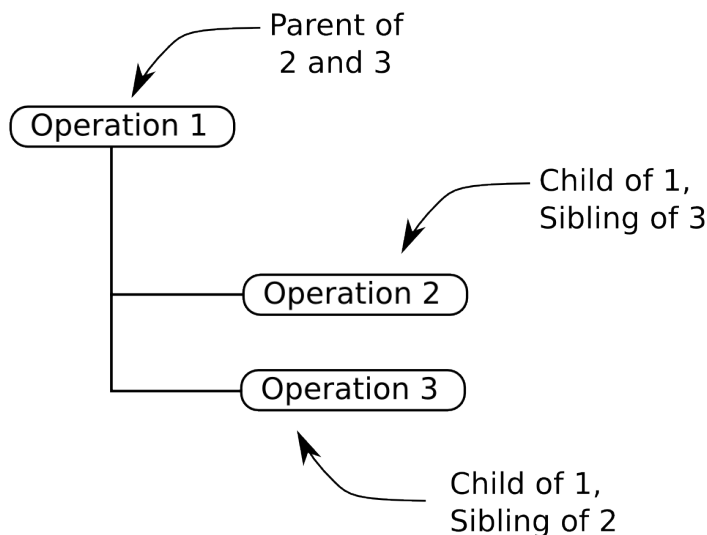 Parent of
2 and 3
Operation 1
Child of 1,
Sibling of 3
Operation 2
Operation 3
Child of 1,
Sibling of 2